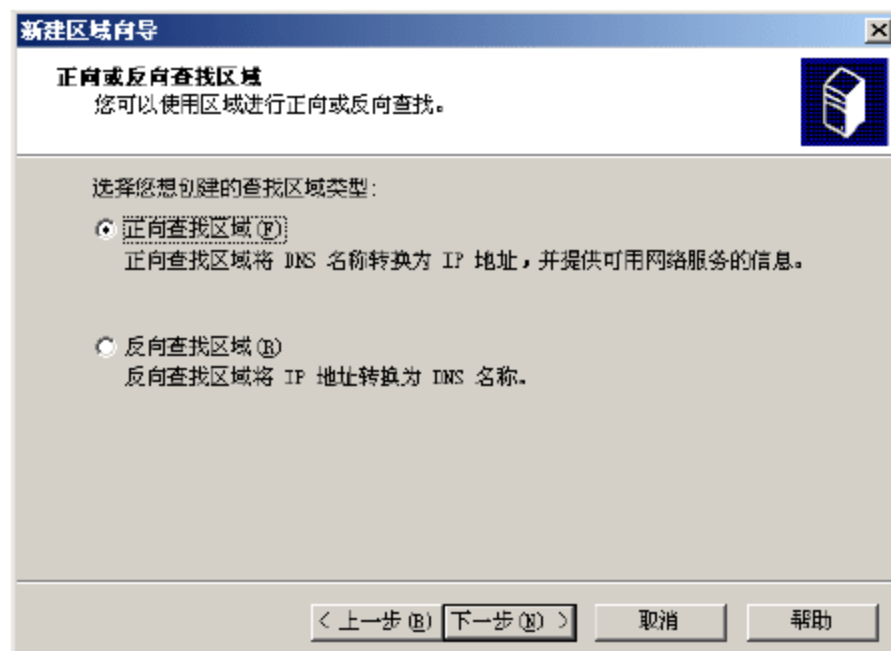 新建区域向导
正向或反向查找区域
您可以使用区域进行正向或反向查找。
选择您想创建的查找区域类型：
正向查找区域(F)
正向查找区域将 DNS 名称转换为 IP 地址，并提供可用网络服务的信息。
反向查找区域(R)
反向查找区域将 IP 地址转换为 DNS 名称。
< 上一步(B) 下一步(N) > 取消 帮助